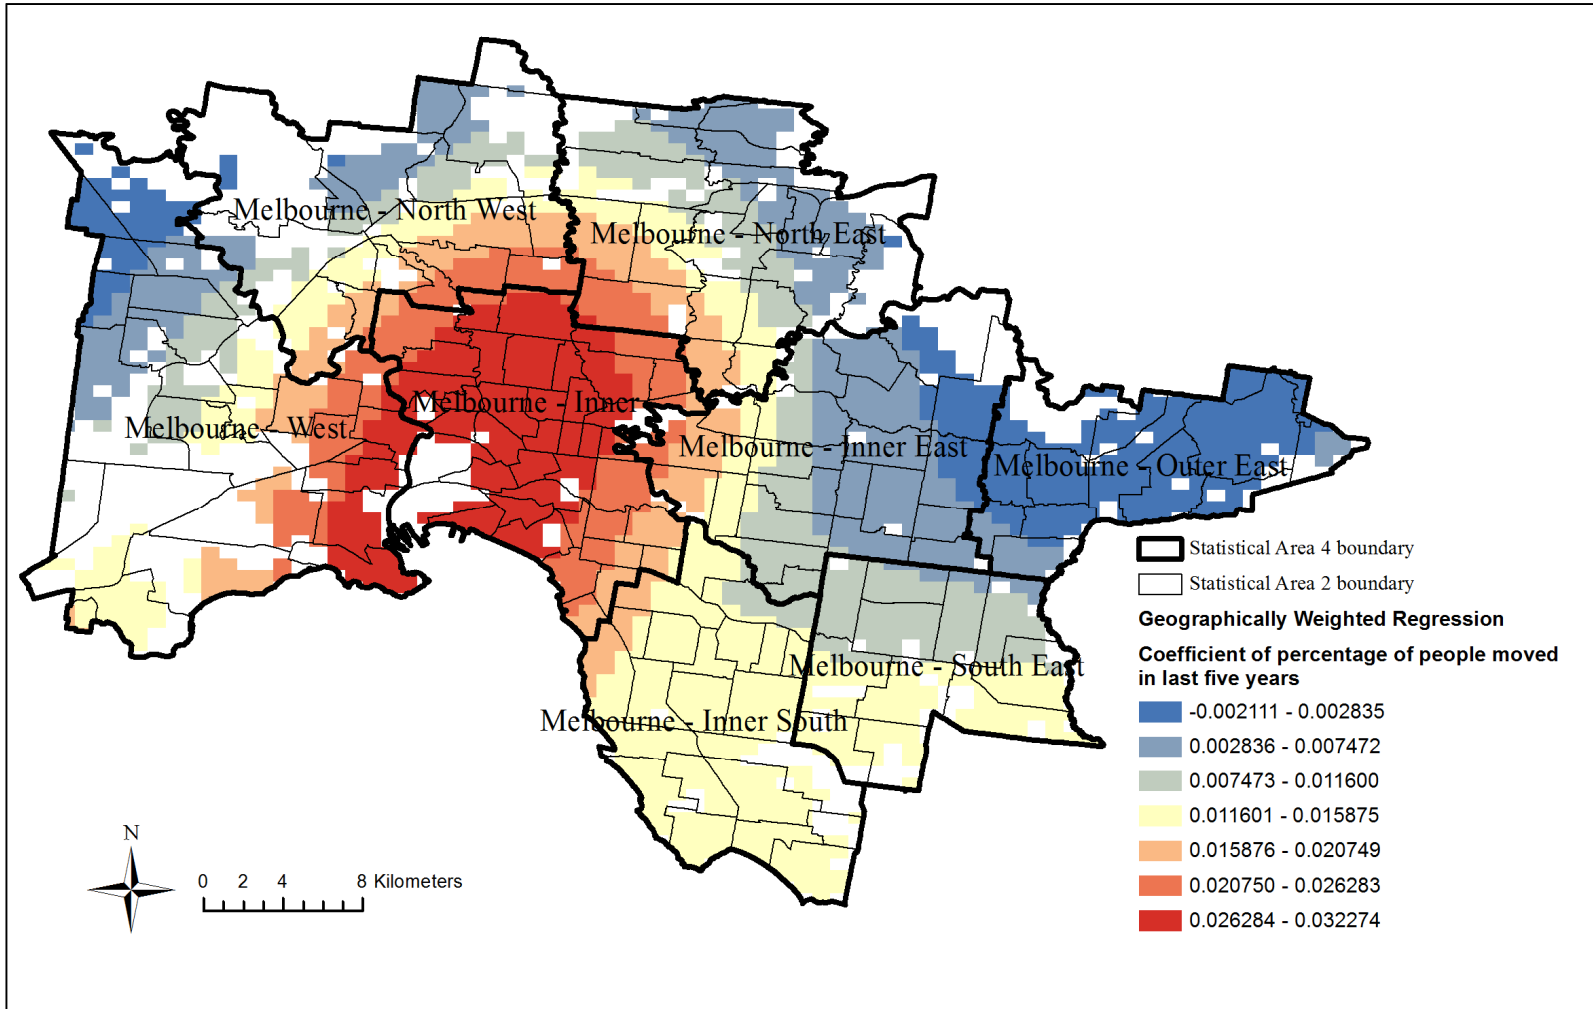 Melbourne - North West
Melbourne - North East
Melbourne - Inner
Melbourne - West
Melbourne - Inner East
Melbourne - Outer East
Melbourne - South East
Melbourne - Inner South
Statistical Area 4 boundary
Statistical Area 2 boundary
Geographically Weighted Regression
Coefficient of percentage of people moved
in last five years
-0.002111 - 0.002835
0.002836 - 0.007472
0.007473 - 0.011600
0.011601 - 0.015875
0.015876 - 0.020749
0.020750 - 0.026283
0.026284 - 0.032274
N
0 2 4 8 Kilometers